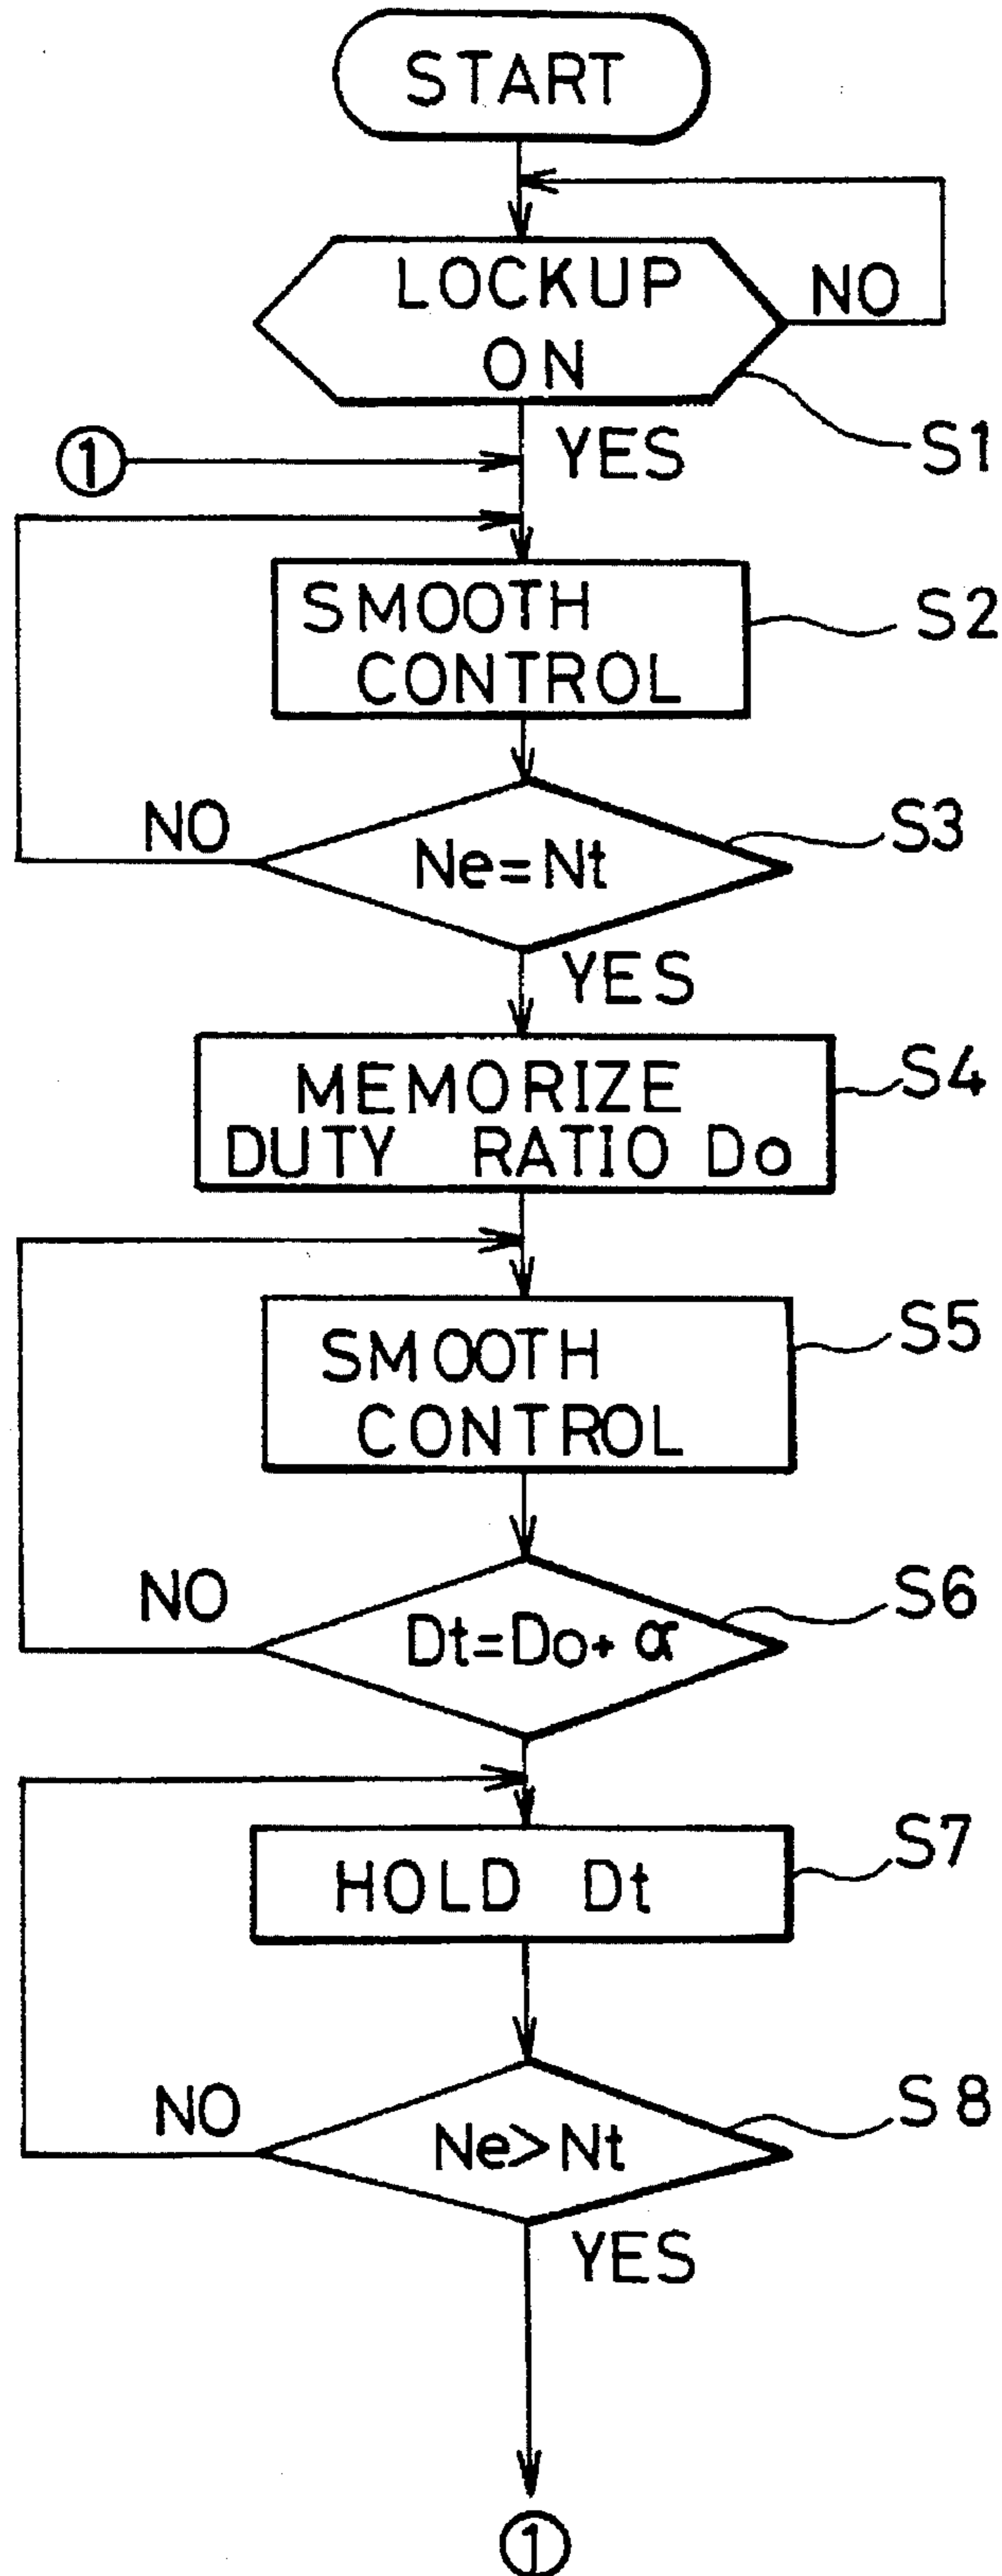 START
LOCKUP
ON
NO
S1
①
YES
SMOOTH
CONTROL
S2
NO
Ne=Nt
S3
YES
MEMORIZE
DUTY RATIO Do
S4
SMOOTH
CONTROL
S5
NO
Dt=Do+α
S6
HOLD Dt
S7
NO
Ne>Nt
S8
YES
①